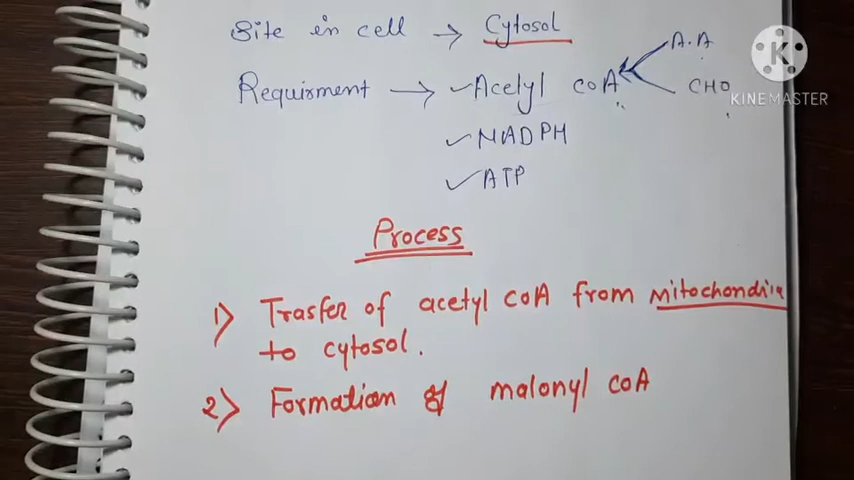 Site in cell → Cytosol
A.A
Requirment → ✓Acetyl coA
CHO
K
KINEMASTER
✓NADPH
✓ATP
Process
1) Trasfer of acetyl coA from mitochondria
to cytosol.
2) Formation of malonyl coA